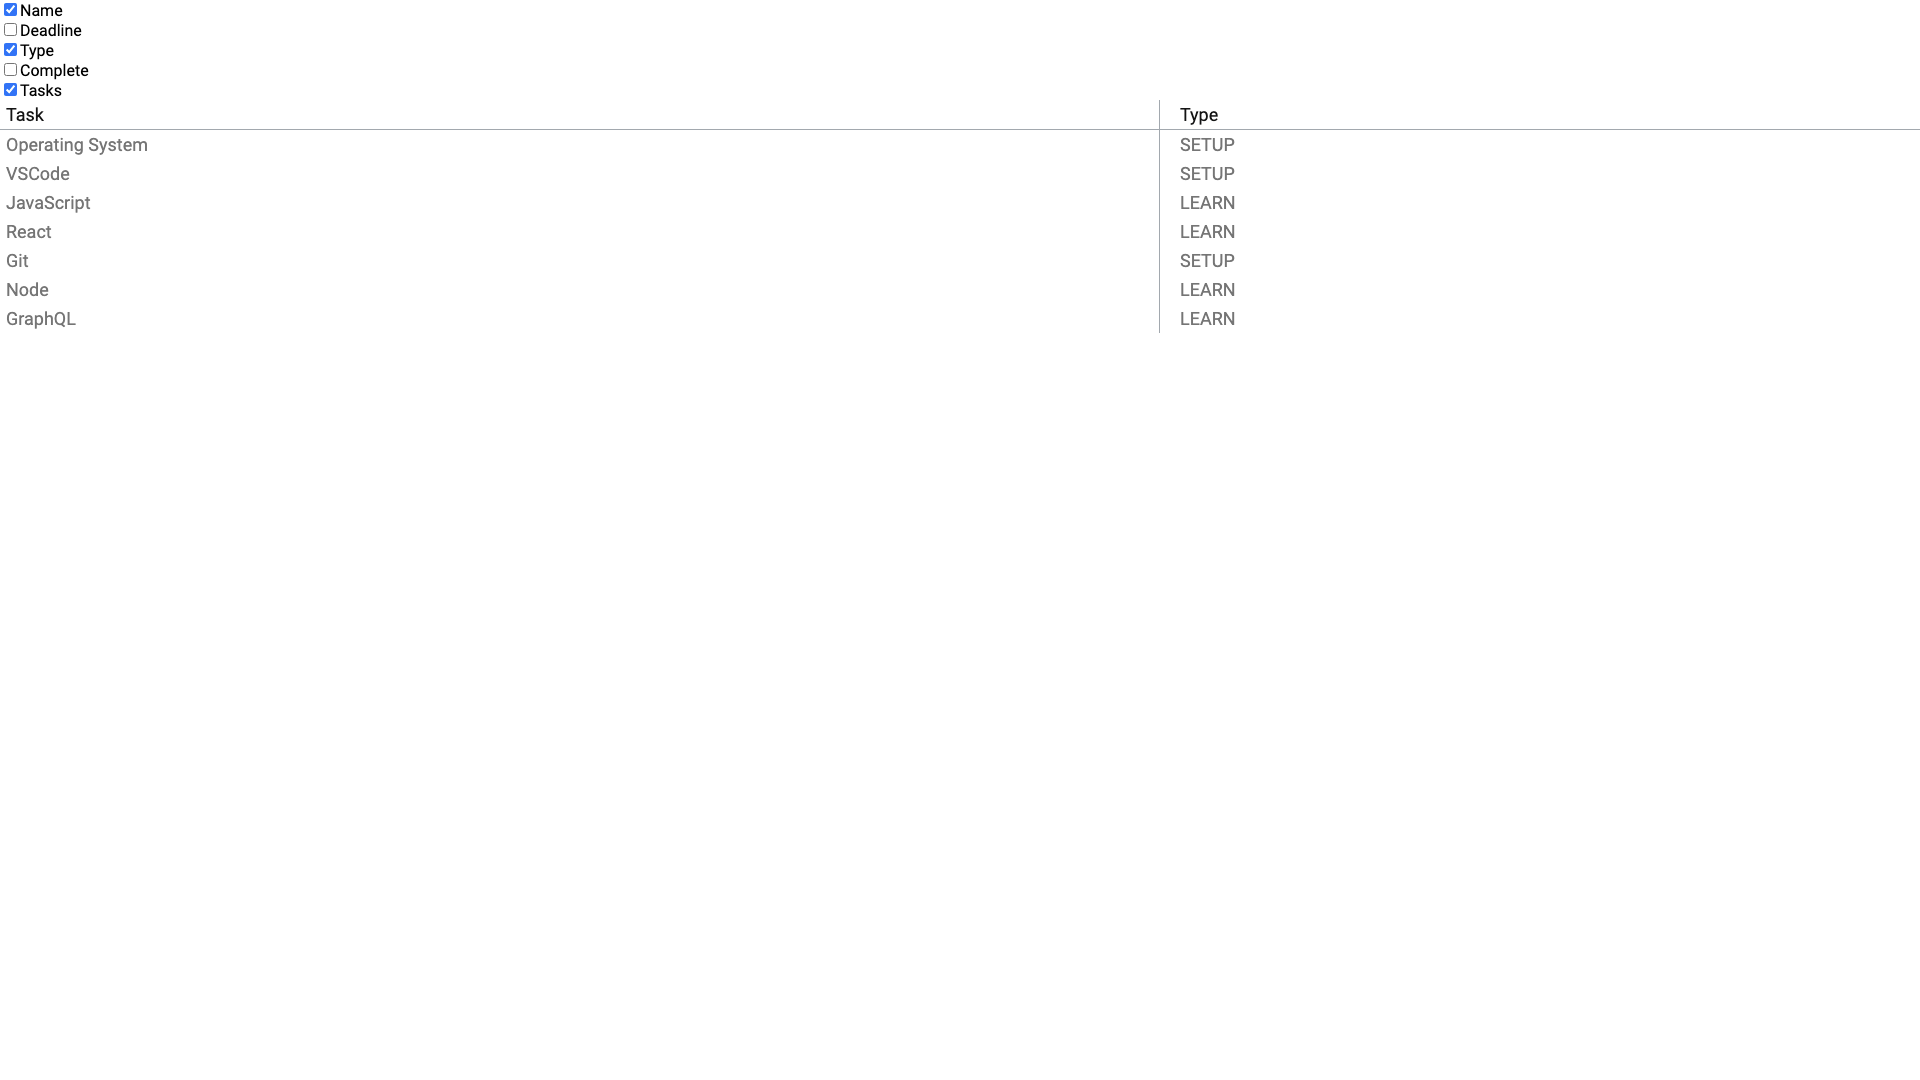 Name
Deadline
Type
Complete
Tasks
Task Type
Operating System SETUP
VSCode SETUP
JavaScript LEARN
React LEARN
Git SETUP
Node LEARN
GraphQL LEARN